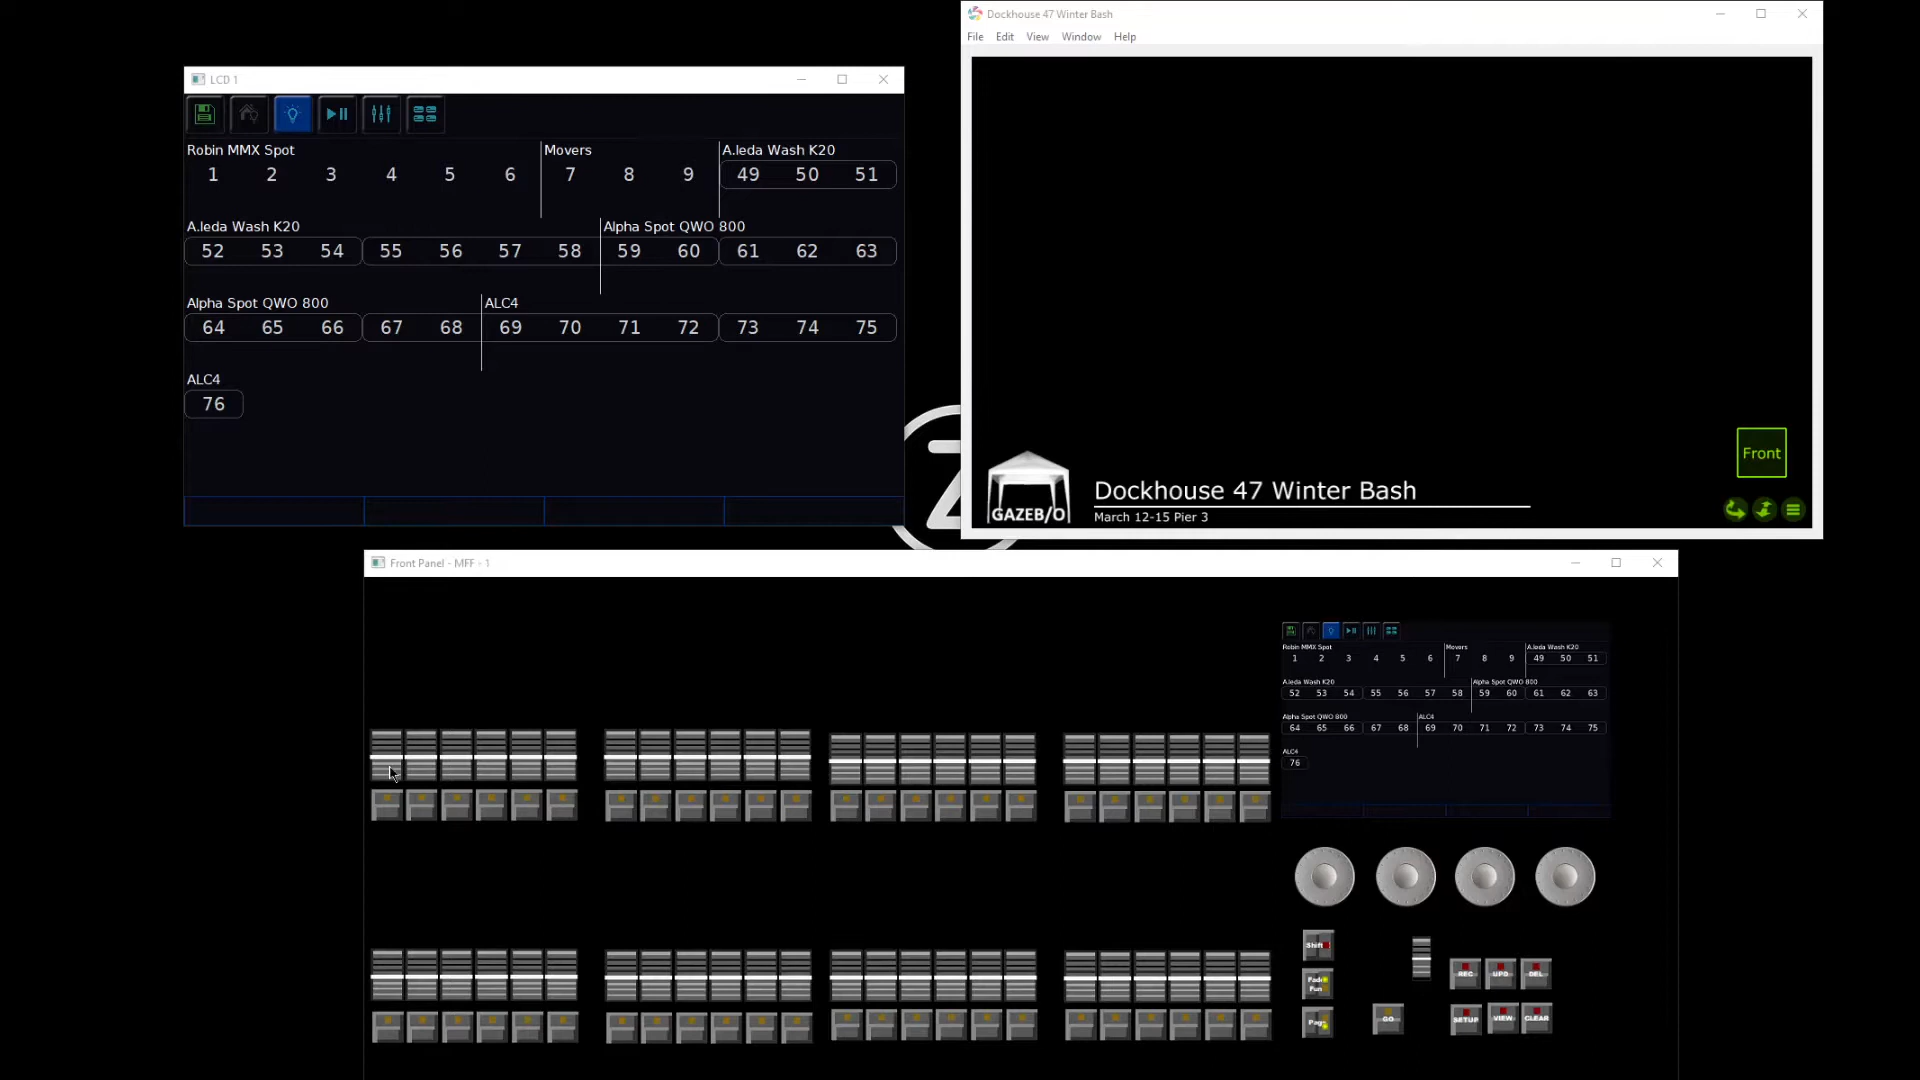 LCD 1
Robin MMX Spot Movers A.leda Wash K20
1 2 3 4 5 6 7 8 9 49 50 51
A.leda Wash K20 Alpha Spot QWO 800
52 53 54 55 56 57 58 59 60 61 62 63
Alpha Spot QWO 800 ALC4
64 65 66 67 68 69 70 71 72 73 74 75
ALC4
76
Dockhouse 47 Winter Bash
File Edit View Window Help
Front
GAZEB/O
Dockhouse 47 Winter Bash
March 12-15 Pier 3
Front Panel - MFF - 1
Robin MMX Spot Movers A.leda Wash K20
1 2 3 4 5 6 7 8 9 49 50 51
A.leda Wash K20 Alpha Spot QWO 800
52 53 54 55 56 57 58 59 60 61 62 63
Alpha Spot QWO 800 ALC4
64 65 66 67 68 69 70 71 72 73 74 75
ALC4
76
Shift
REC UPD DEL
Fun
Page GO SETUP VIEW CLEAR